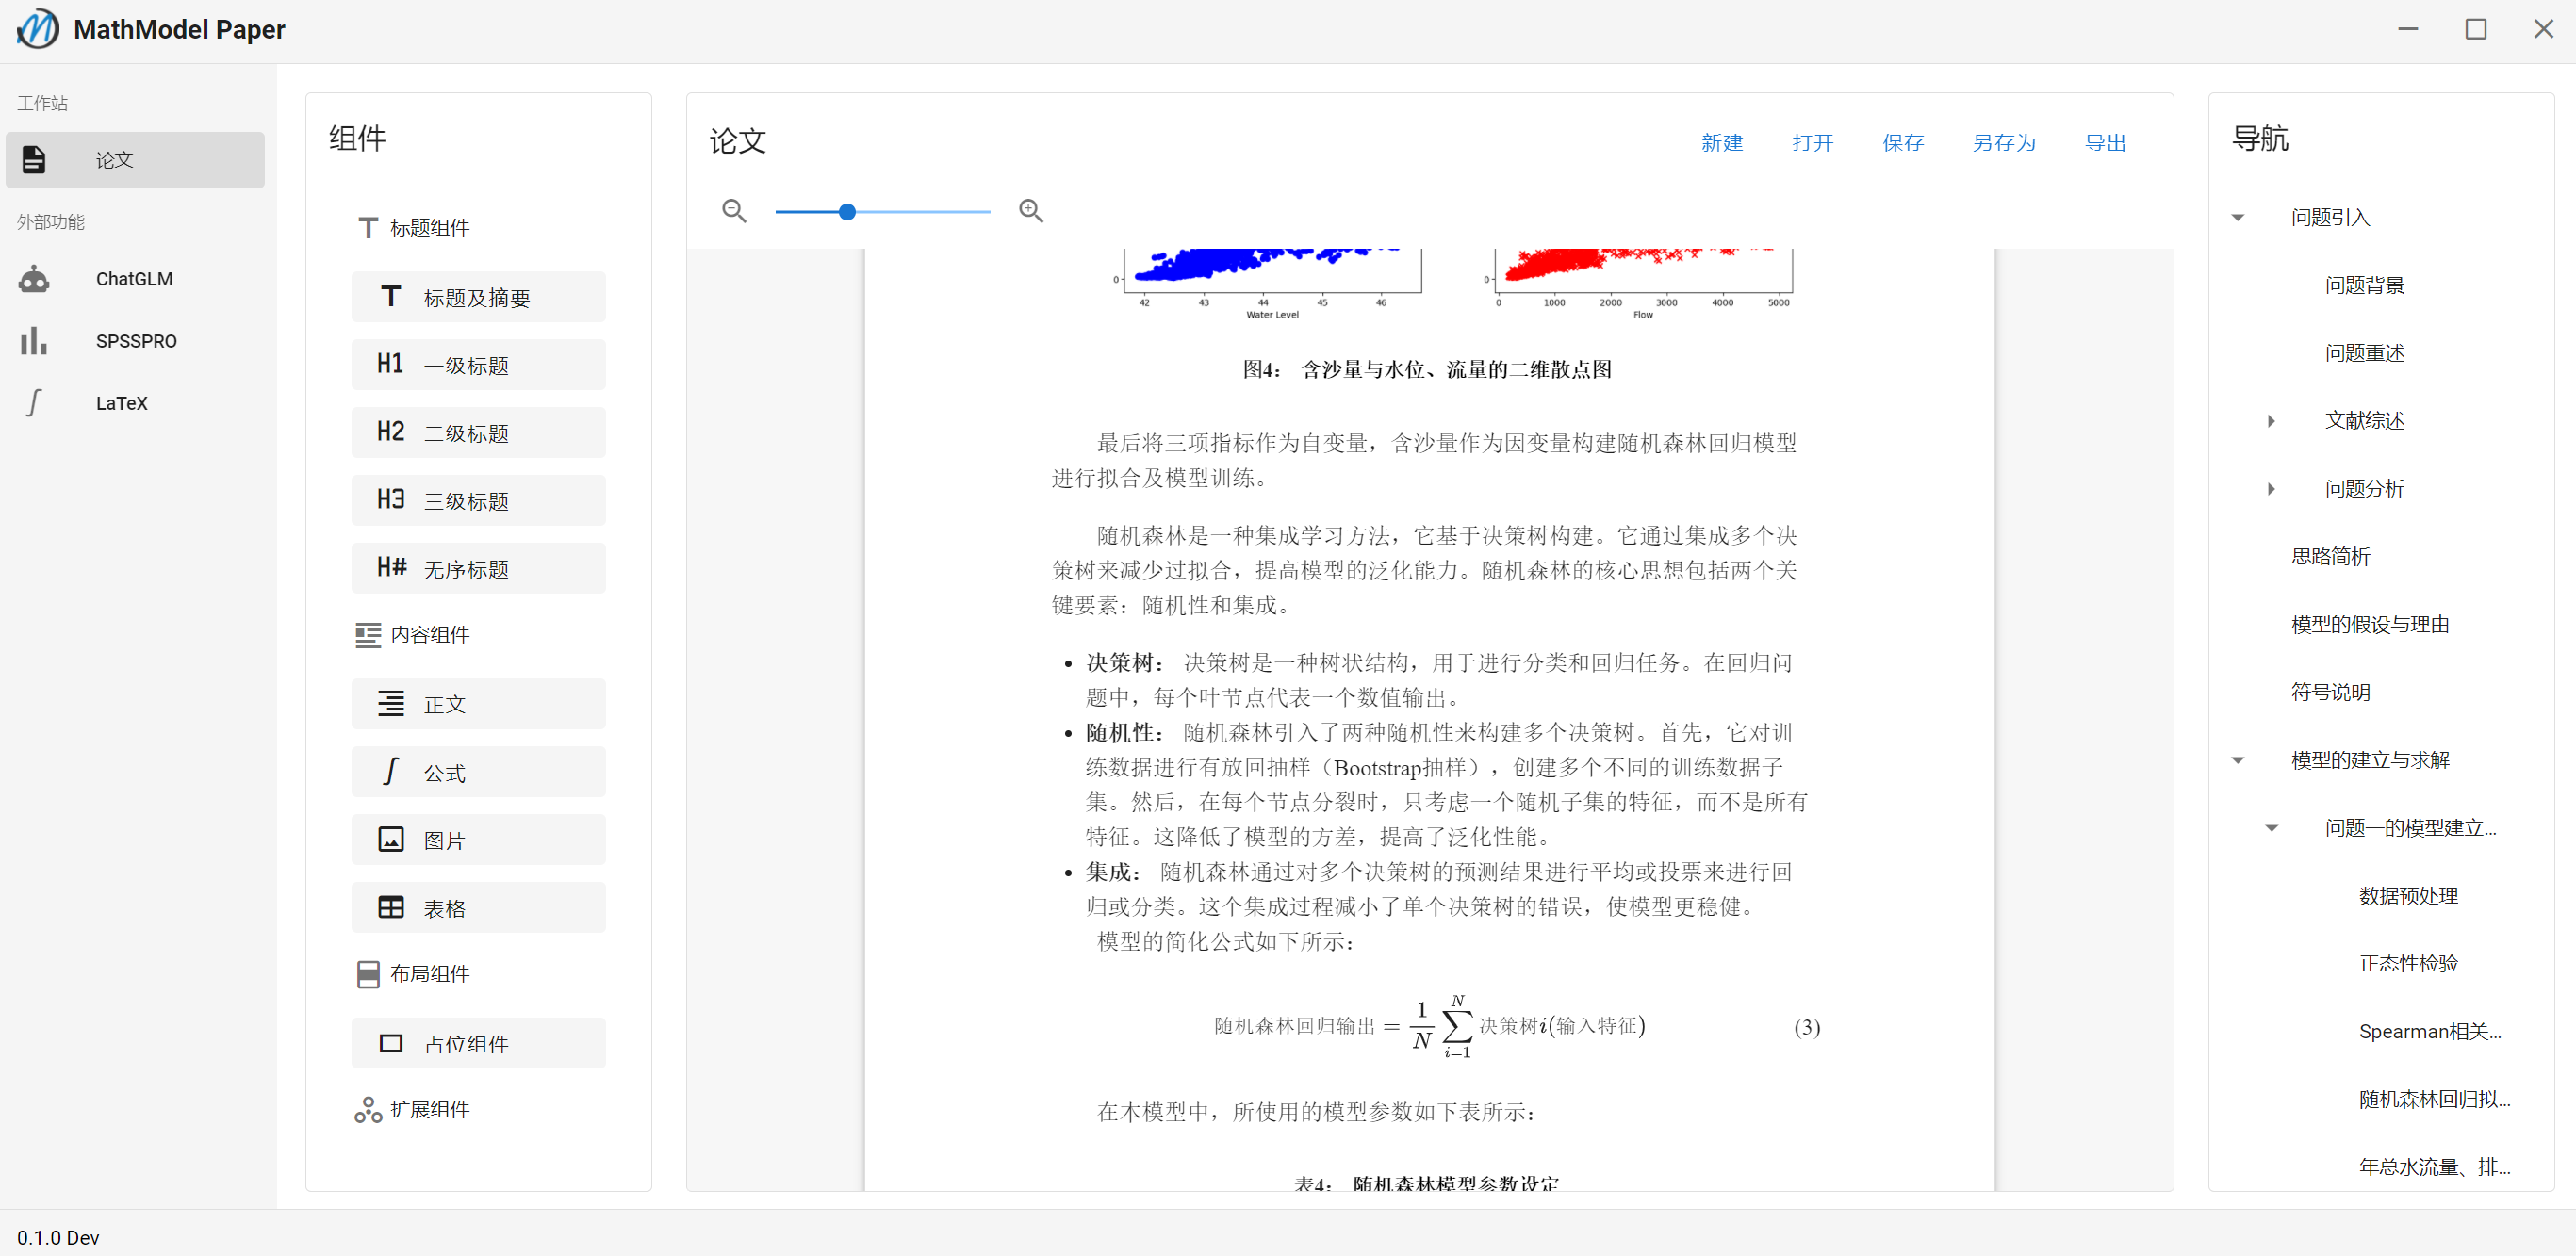 MathModel Paper
工作站
论文
外部功能
ChatGLM
SPSSPRO
LaTeX
组件
标题组件
标题及摘要
H1 一级标题
H2 二级标题
H3 三级标题
H# 无序标题
内容组件
正文
公式
图片
表格
布局组件
占位组件
扩展组件
论文
新建 打开 保存 另存为 导出
0
42 43 44 45 46
Water Level
0
0 1000 2000 3000 4000 5000
Flow
图4： 含沙量与水位、流量的二维散点图
最后将三项指标作为自变量，含沙量作为因变量构建随机森林回归模型
进行拟合及模型训练。
随机森林是一种集成学习方法，它基于决策树构建。它通过集成多个决
策树来减少过拟合，提高模型的泛化能力。随机森林的核心思想包括两个关
键要素：随机性和集成。
• 决策树： 决策树是一种树状结构，用于进行分类和回归任务。在回归问
题中，每个叶节点代表一个数值输出。
• 随机性： 随机森林引入了两种随机性来构建多个决策树。首先，它对训
练数据进行有放回抽样（Bootstrap抽样），创建多个不同的训练数据子
集。然后，在每个节点分裂时，只考虑一个随机子集的特征，而不是所有
特征。这降低了模型的方差，提高了泛化性能。
• 集成： 随机森林通过对多个决策树的预测结果进行平均或投票来进行回
归或分类。这个集成过程减小了单个决策树的错误，使模型更稳健。
模型的简化公式如下所示：
随机森林回归输出 = \frac{1}{N} \sum_{i=1}^{N} 决策树i(输入特征) (3)
在本模型中，所使用的模型参数如下表所示：
表4： 随机森林模型参数设定
导航
问题引入
问题背景
问题重述
文献综述
问题分析
思路简析
模型的假设与理由
符号说明
模型的建立与求解
问题一的模型建立...
数据预处理
正态性检验
Spearman相关...
随机森林回归拟...
年总水流量、排...
0.1.0 Dev